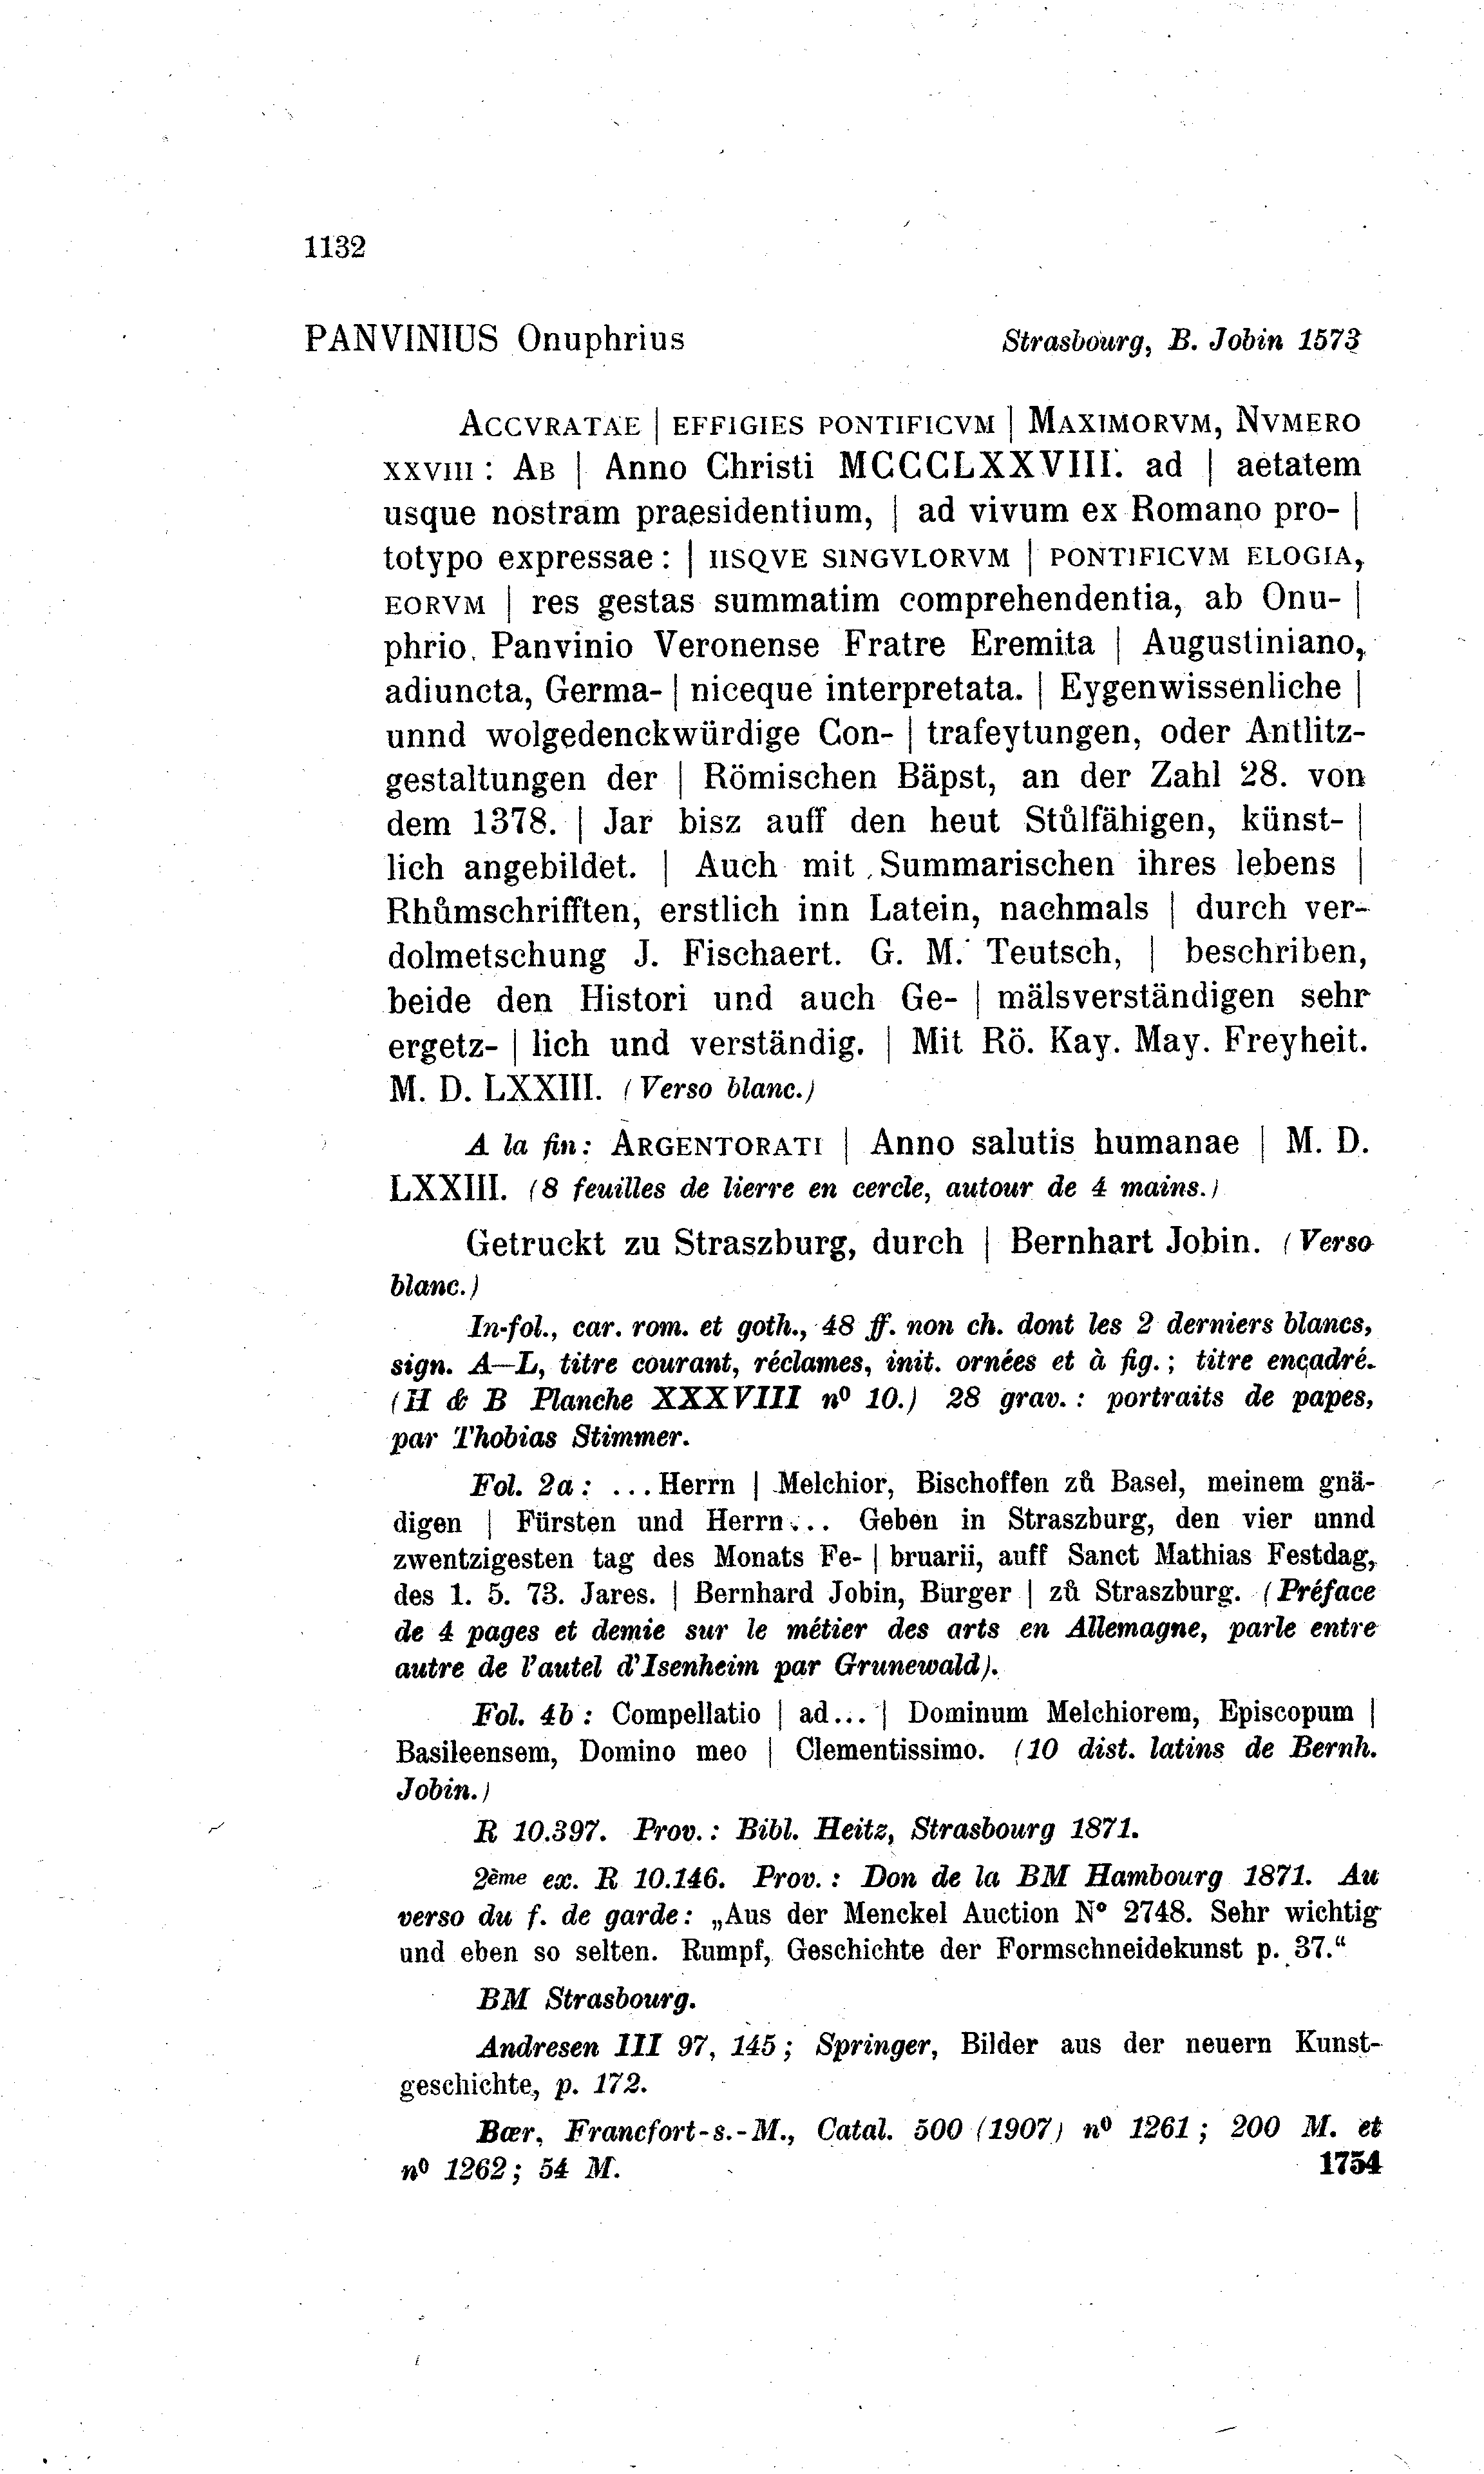 1132
PANVINIUS Onuphrius Strasbourg, B. Jobin 1573
ACCVRATAE | EFFIGIES PONTIFICVM | MAXIMORVM, NVMERO
XXVIII : AB | Anno Christi MCCCLXXVIII. ad | aetatem
usque nostram praesidentium, | ad vivum ex Romano pro- |
totypo expressae : | IISQVE SINGVLORVM | PONTIFICVM ELOGIA,
EORVM | res gestas summatim comprehendentia, ab Onu- |
phrio. Panvinio Veronense Fratre Eremita | Augustiniano,
adiuncta, Germa- | niceque interpretata. | Eygenwissenliche |
unnd wolgedenckwürdige Con- | trafeytungen, oder Antlitz-
gestaltungen der | Römischen Bäpst, an der Zahl 28. von
dem 1378. | Jar bisz auff den heut Stůlfähigen, künst- |
lich angebildet. | Auch mit Summarischen ihres lebens |
Rhůmschrifften, erstlich inn Latein, nachmals | durch ver-
dolmetschung J. Fischaert. G. M. Teutsch, | beschriben,
beide den Histori und auch Ge- | mälsverständigen sehr
ergetz- | lich und verständig. | Mit Rö. Kay. May. Freyheit.
M. D. LXXIII. (Verso blanc.)
A la fin : ARGENTORATI | Anno salutis humanae | M. D.
LXXIII. (8 feuilles de lierre en cercle, autour de 4 mains.)
Getruckt zu Straszburg, durch | Bernhart Jobin. (Verso
blanc.)
In-fol., car. rom. et goth., 48 ff. non ch. dont les 2 derniers blancs,
sign. A—L, titre courant, réclames, init. ornées et à fig. ; titre encadré.
(H & B Planche XXXVIII nº 10.) 28 grav. : portraits de papes,
par Thobias Stimmer.
Fol. 2a : ... Herrn | Melchior, Bischoffen zů Basel, meinem gnä-
digen | Fürsten und Herrn... Geben in Straszburg, den vier unnd
zwentzigesten tag des Monats Fe- | bruarii, auff Sanct Mathias Festdag,
des 1. 5. 73. Jares. | Bernhard Jobin, Burger | zů Straszburg. (Préface
de 4 pages et demie sur le métier des arts en Allemagne, parle entre
autre de l'autel d'Isenheim par Grunewald).
Fol. 4b : Compellatio | ad... | Dominum Melchiorem, Episcopum |
Basileensem, Domino meo | Clementissimo. (10 dist. latins de Bernh.
Jobin.)
R 10.397. Prov. : Bibl. Heitz, Strasbourg 1871.
2ème ex. R 10.146. Prov. : Don de la BM Hambourg 1871. Au
verso du f. de garde : „Aus der Menckel Auction N° 2748. Sehr wichtig
und eben so selten. Rumpf, Geschichte der Formschneidekunst p. 37.“
BM Strasbourg.
Andresen III 97, 145 ; Springer, Bilder aus der neuern Kunst-
geschichte, p. 172.
Bær, Francfort-s.-M., Catal. 500 (1907) nº 1261 ; 200 M. et
nº 1262 ; 54 M. 1754